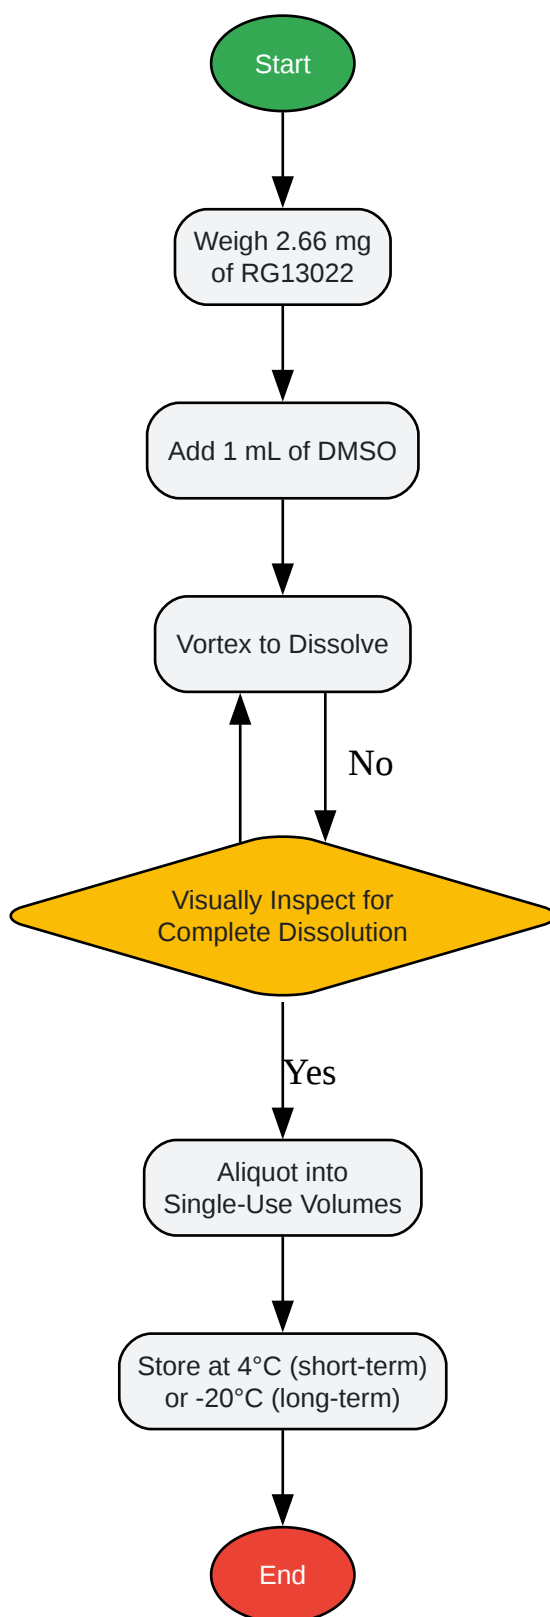 Start
Weigh 2.66 mg
of RG13022
Add 1 mL of DMSO
Vortex to Dissolve
No
Visually Inspect for
Complete Dissolution
Yes
Aliquot into
Single-Use Volumes
Store at 4°C (short-term)
or -20°C (long-term)
End